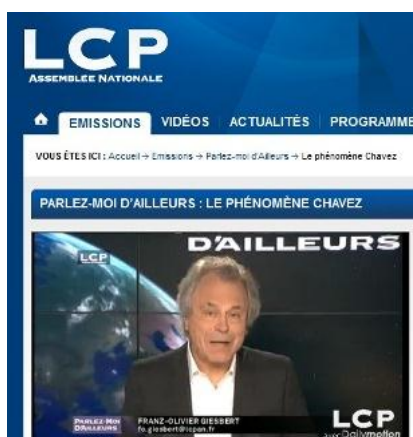 LCP
ASSEMBLÉE NATIONALE
EMISSIONS VIDÉOS ACTUALITÉS PROGRAMME
VOUS ÊTES ICI : Accueil → Emissions → Parlez-moi d'Ailleurs → Le phénomène Chavez
PARLEZ-MOI D'AILLEURS : LE PHÉNOMÈNE CHAVEZ
D'AILLEURS
LCP
PARLEZ-MOI
D'AILLEURS
FRANZ-OLIVIER GIESBERT
fo.giesbert@lcpan.fr
LCP
Dailymotion